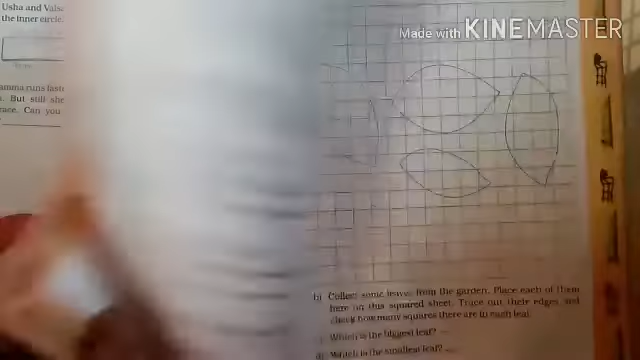 Made with KINEMASTER
Usha and
the inner circle.
amma runs
. But still she
race. Can you
b) Collect some leaves from the garden. Place each of them
here on this squared sheet. Trace out their edges and
check how many squares there are in each leaf.
i) Which is the biggest leaf?
ii) Which is the smallest leaf?